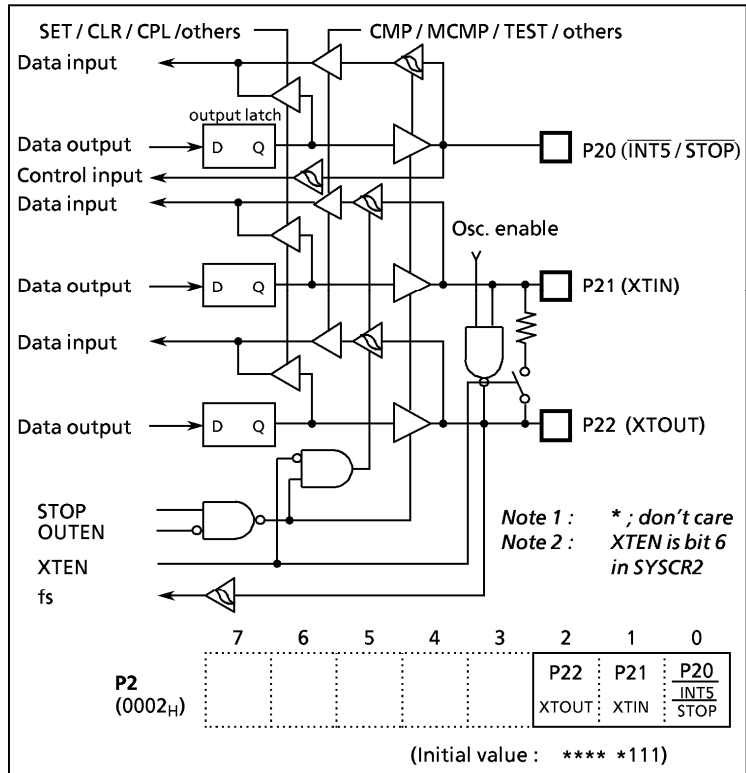 SET / CLR / CPL /others
CMP / MCMP / TEST / others
Data input
output latch
Data output
D Q
P20 (INT5 / STOP)
Control input
Data input
Osc. enable
Data output
D Q
P21 (XTIN)
Data input
Data output
D Q
P22 (XTOUT)
STOP
OUTEN
XTEN
fs
Note 1 : * ; don't care
Note 2 : XTEN is bit 6
in SYSCR2
7 6 5 4 3 2 1 0
P2
(0002H)
P22 P21 P20
XTOUT XTIN INT5
STOP
(Initial value : **** *111)